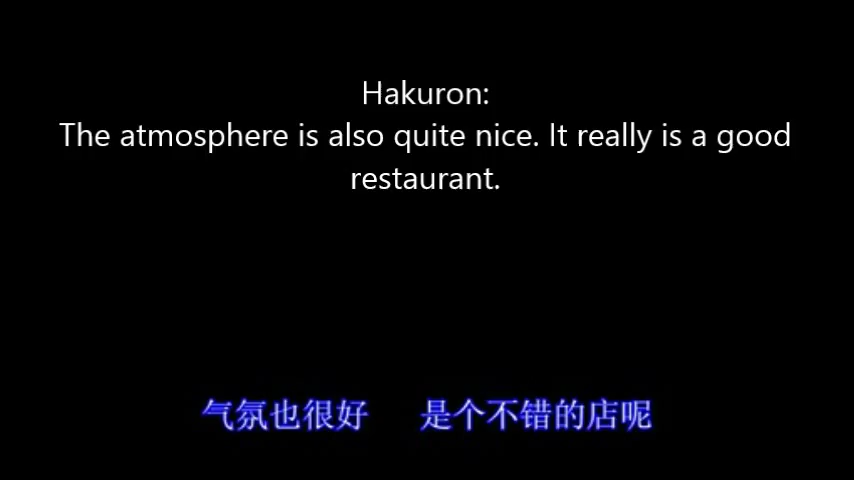 Hakuron:
The atmosphere is also quite nice. It really is a good
restaurant.
气氛也很好 是个不错的店呢